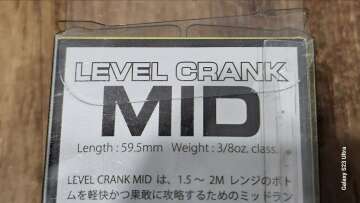 LEVEL CRANK
MID
Length : 59.5mm Weight : 3/8oz. class.
LEVEL CRANK MID は、1.5～ 2M レンジのボト
ムを軽快かつ果敢に攻略するためのミッドラン
Galaxy S23 Ultra